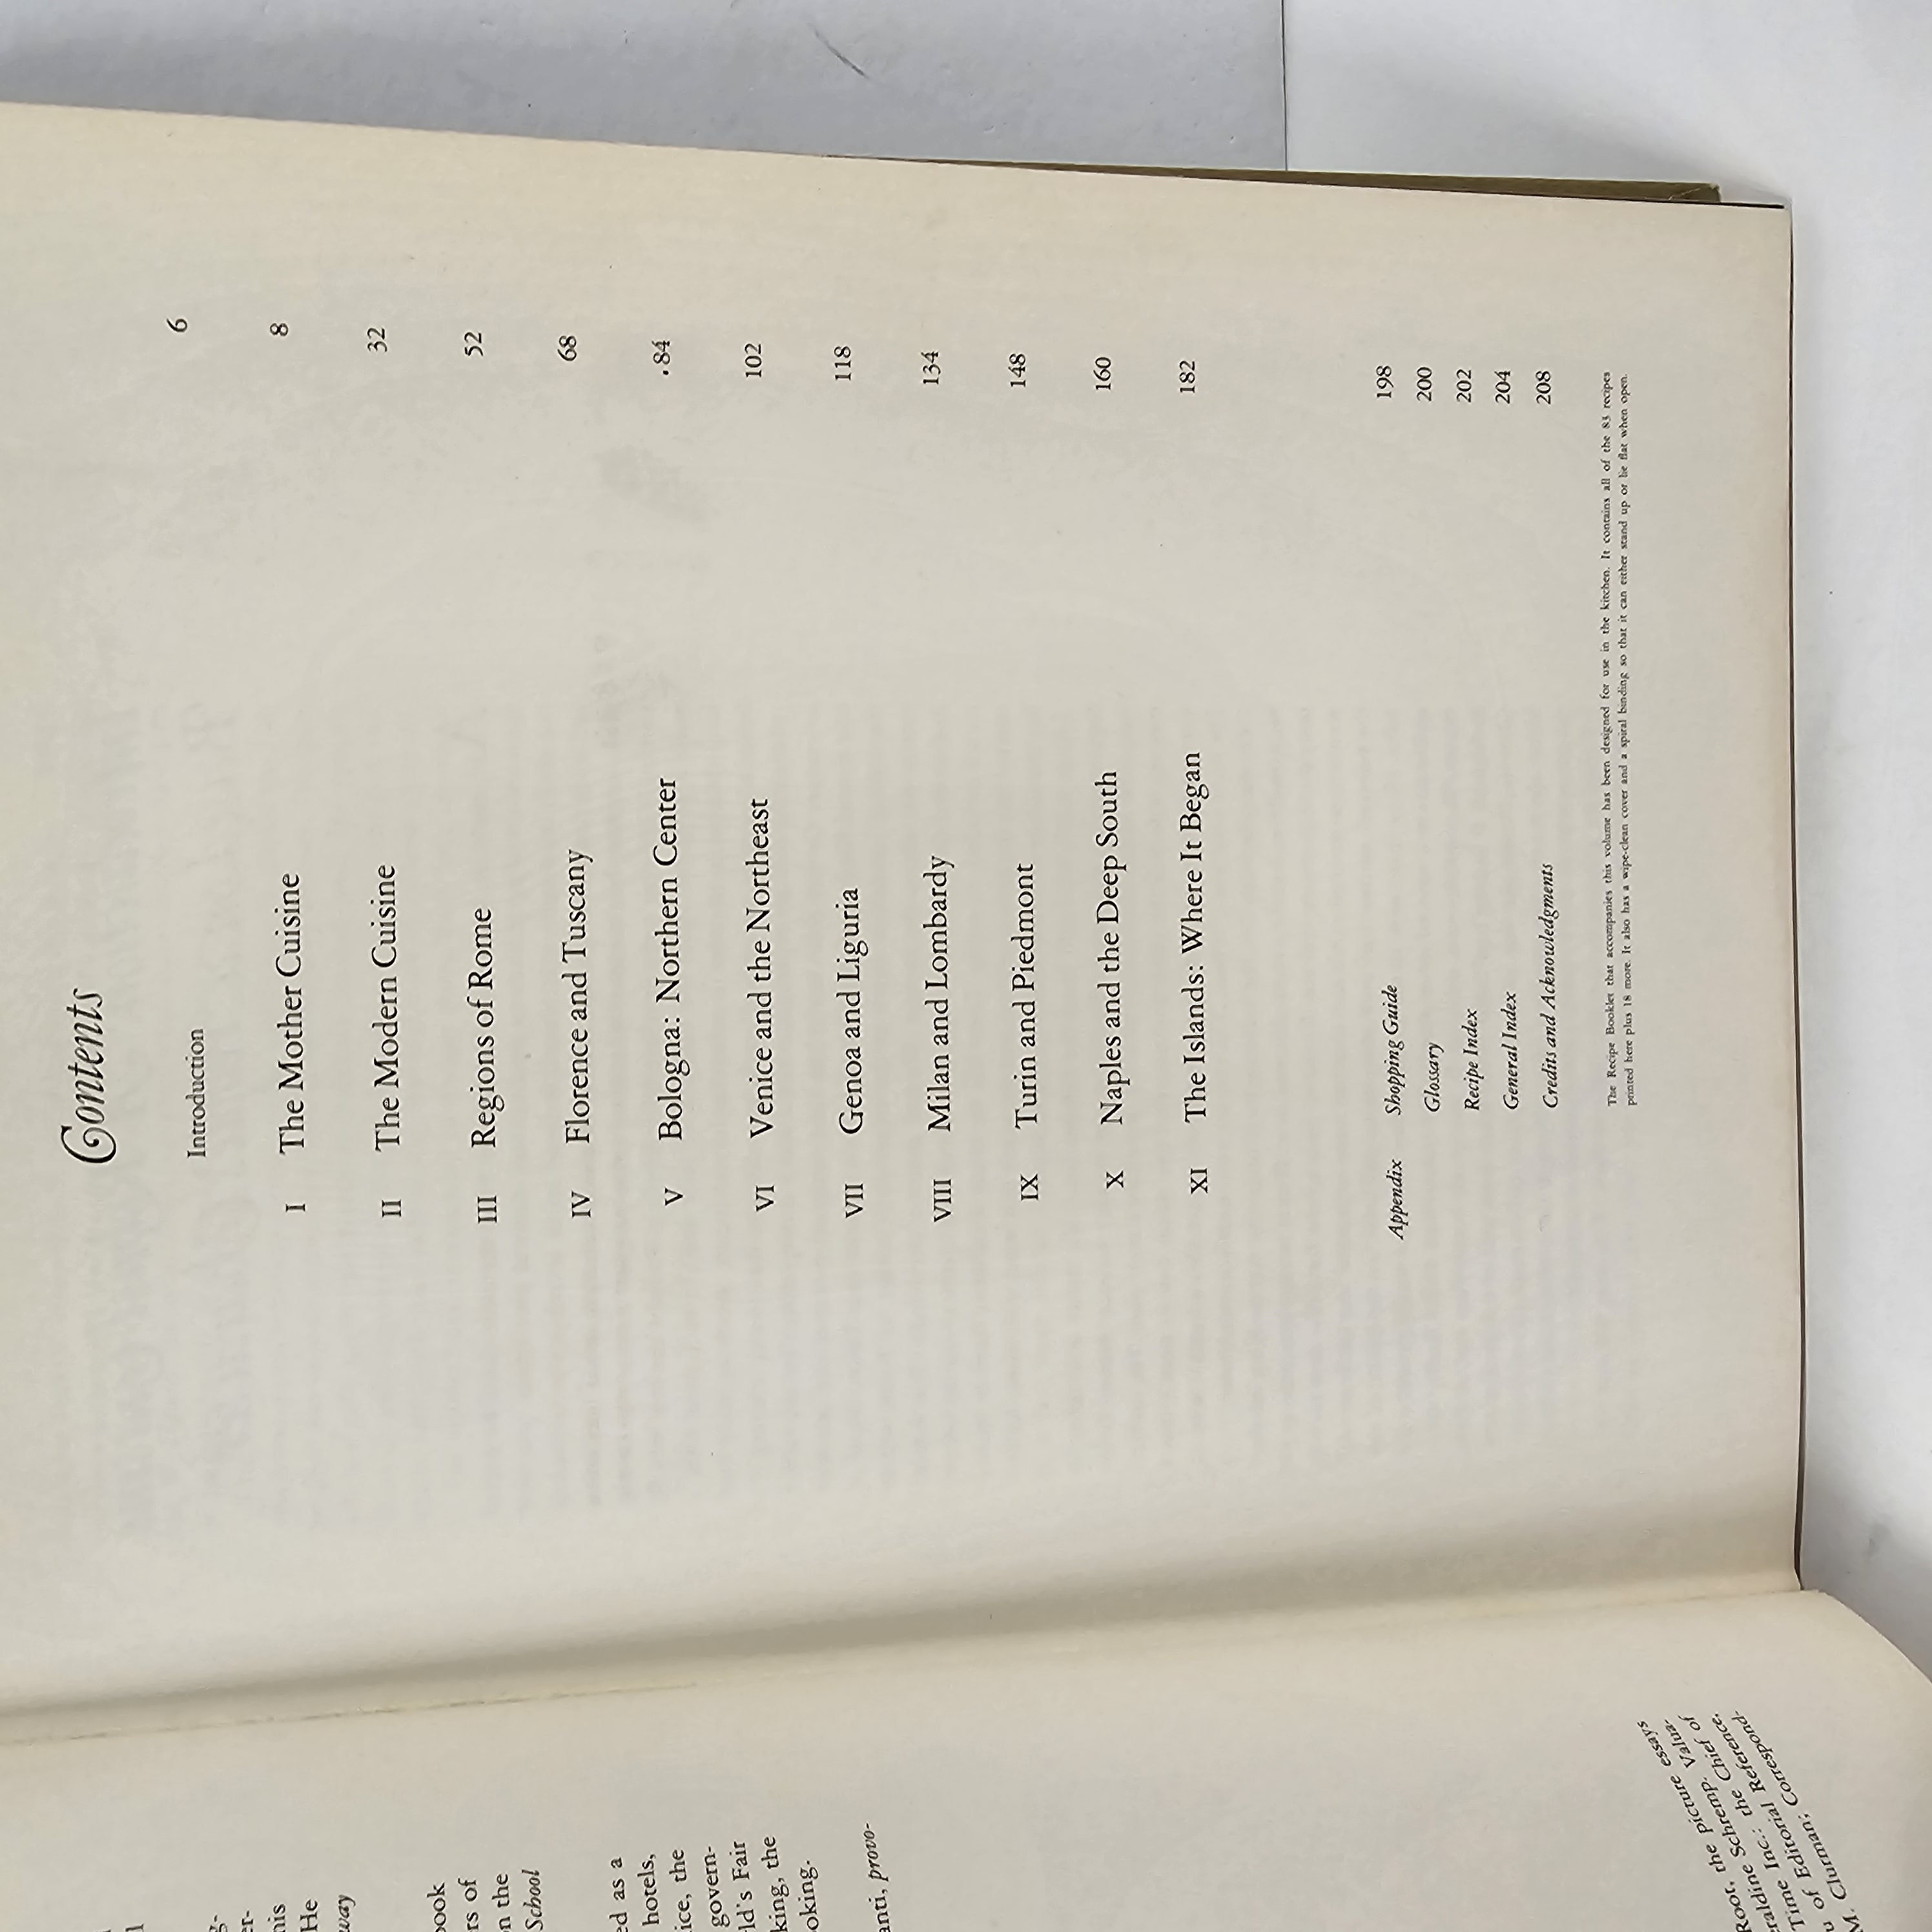 l
g-
er-
his
He
way
book
rs of
n the
School
ed as a
hotels,
ice, the
govern-
ld's Fair
king, the
oking.
anti, provo-
Root, the picture essays
eraldine Schremp. Valua-
Time Inc.: the Chief of
u of Editorial Reference,
M. Clurman; Correspond-
Contents
Introduction 6
I The Mother Cuisine 8
II The Modern Cuisine 32
III Regions of Rome 52
IV Florence and Tuscany 68
V Bologna: Northern Center 84
VI Venice and the Northeast 102
VII Genoa and Liguria 118
VIII Milan and Lombardy 134
IX Turin and Piedmont 148
X Naples and the Deep South 160
XI The Islands: Where It Began 182
Appendix Shopping Guide 198
Glossary 200
Recipe Index 202
General Index 204
Credits and Acknowledgments 208
The Recipe Booklet that accompanies this volume has been designed for use in the kitchen. It contains all of the 83 recipes
printed here plus 18 more. It also has a wipe-clean cover and a spiral binding so that it can either stand up or lie flat when open.